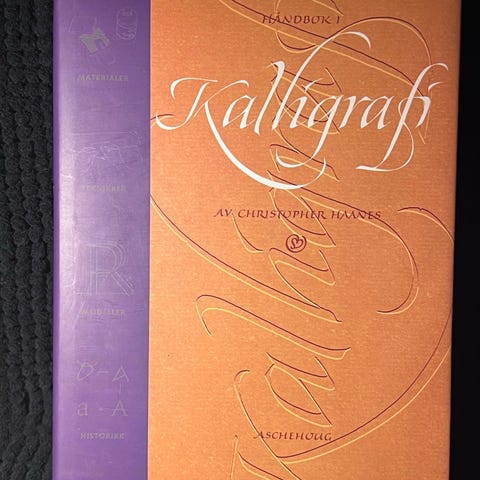 HÅNDBOK I
Kalligrafi
AV CHRISTOPHER HAANES
ASCHEHOUG
MATERIALER
TEKNIKKER
R
MODELLER
a - A
HISTORIKK